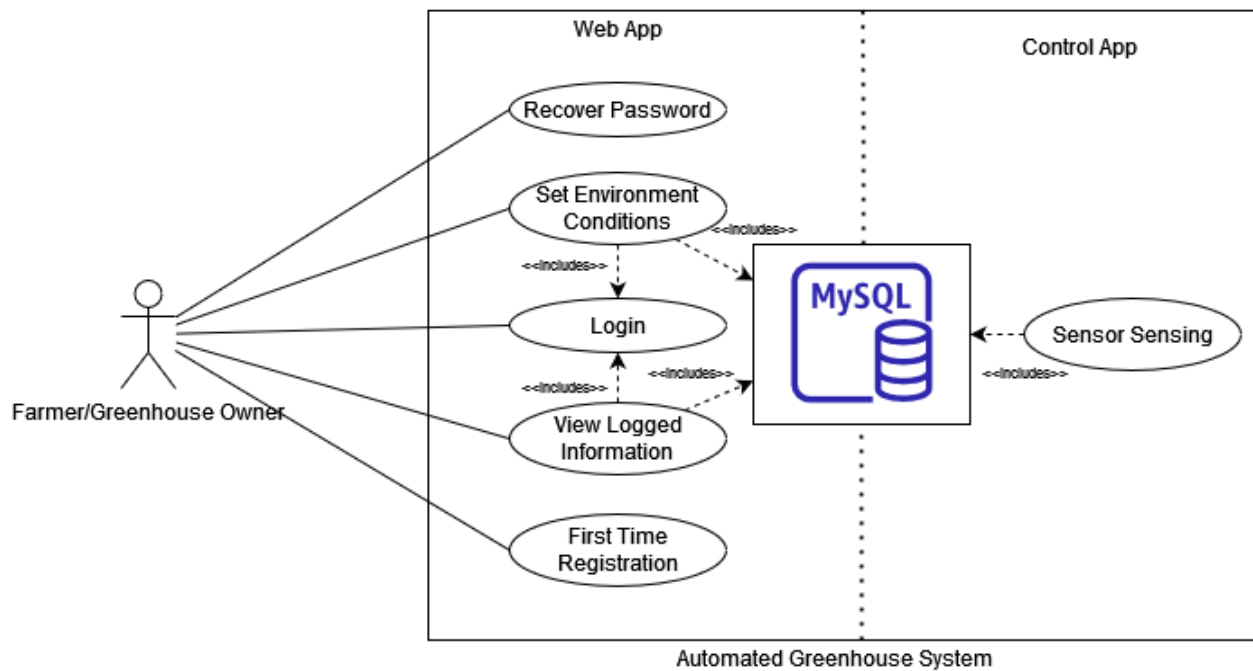 Web App
Control App
Recover Password
Set Environment
Conditions
<<Includes>>
<<Includes>>
MySQL
Login
Sensor Sensing
<<Includes>>
<<Includes>>
<<Includes>>
Farmer/Greenhouse Owner
View Logged
Information
First Time
Registration
Automated Greenhouse System